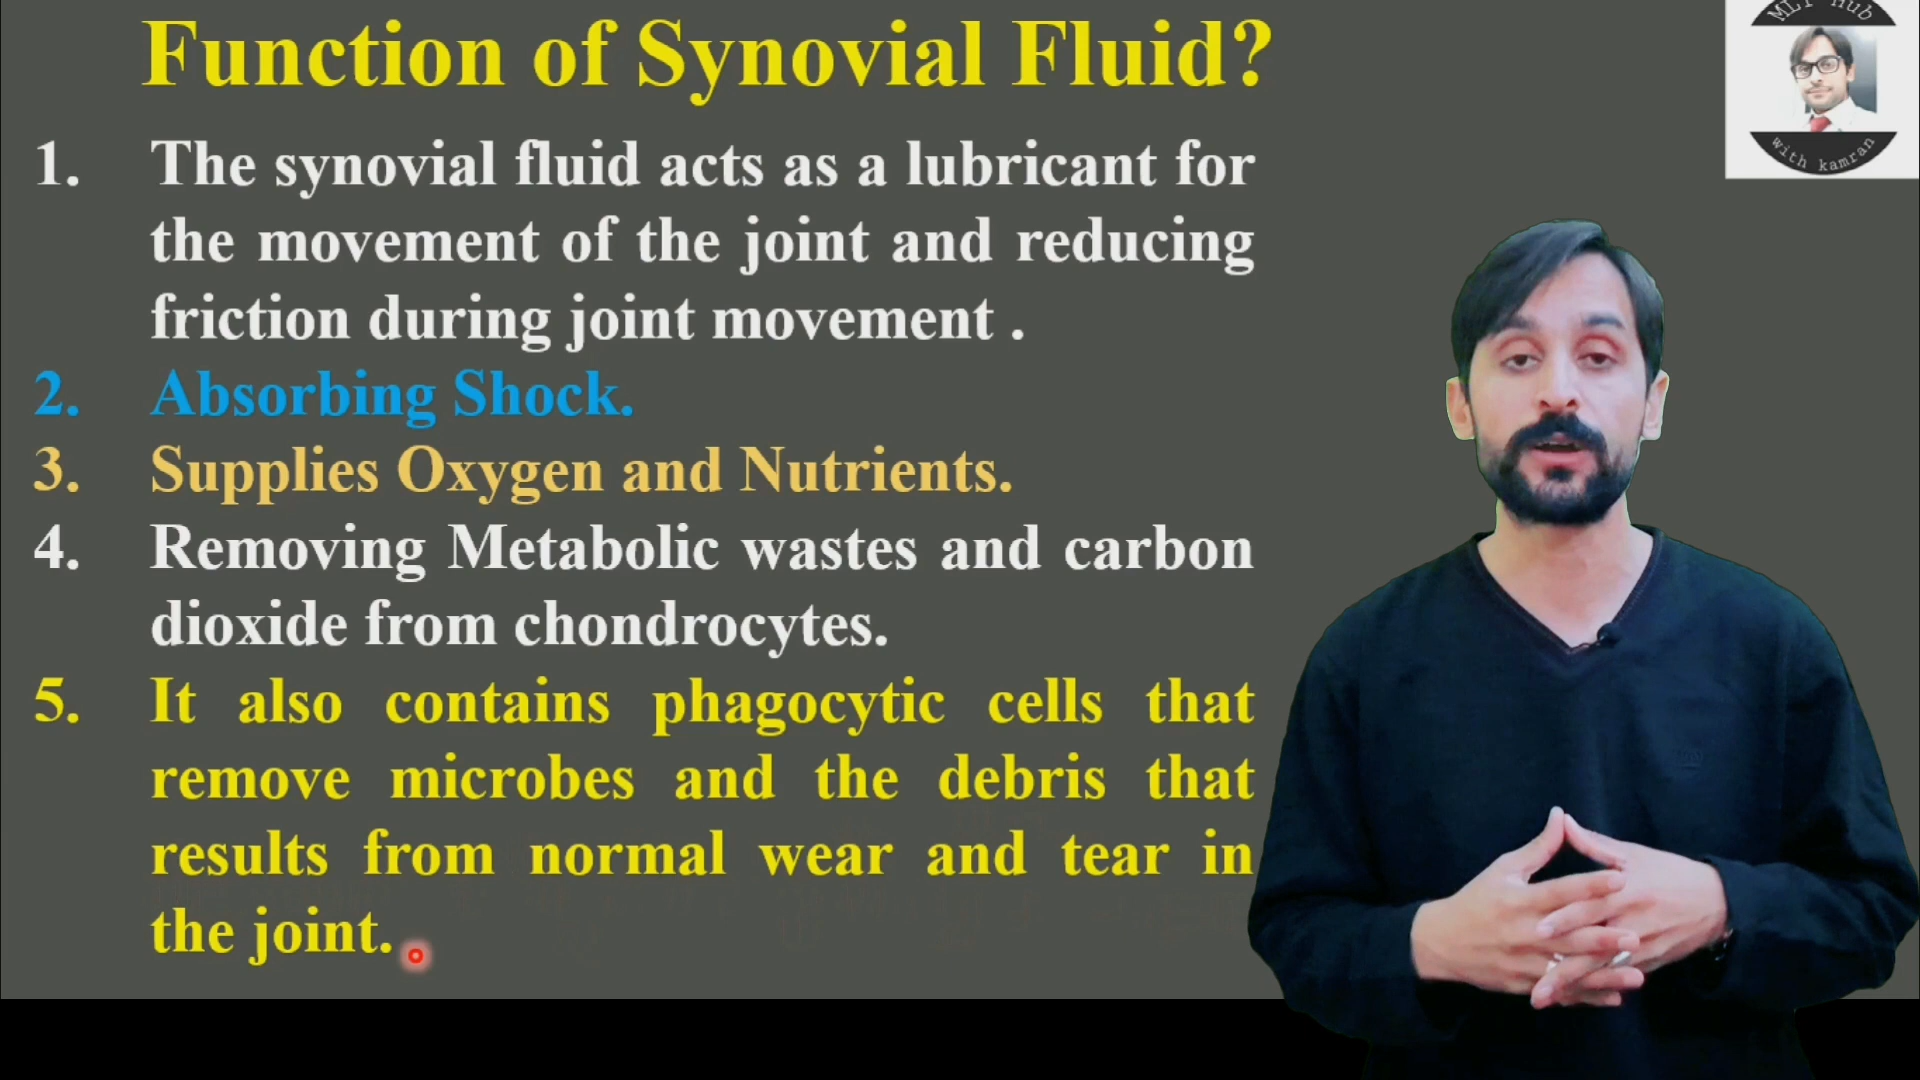 Function of Synovial Fluid?
MLT Hub
with kamran
1. The synovial fluid acts as a lubricant for
the movement of the joint and reducing
friction during joint movement .
2. Absorbing Shock.
3. Supplies Oxygen and Nutrients.
4. Removing Metabolic wastes and carbon
dioxide from chondrocytes.
5. It also contains phagocytic cells that
remove microbes and the debris that
results from normal wear and tear in
the joint.